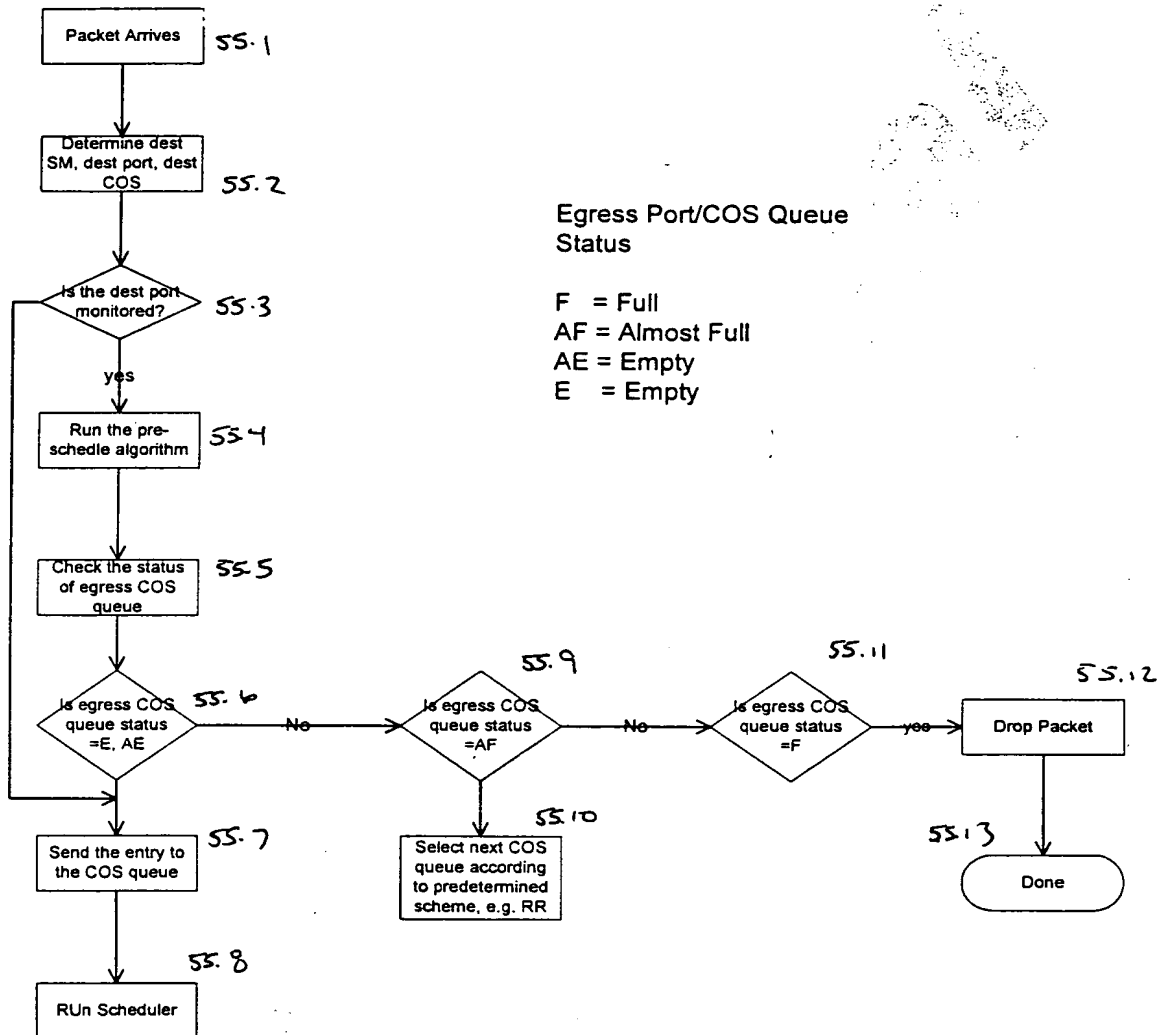 Packet Arrives
55.1
Determine dest
SM, dest port, dest
COS
55.2
Is the dest port
monitored?
55.3
yes
Run the pre-
schedle algorithm
55.4
Check the status
of egress COS
queue
55.5
Is egress COS
queue status
=E, AE
55.6
No
Is egress COS
queue status
=AF
55.9
No
Is egress COS
queue status
=F
55.11
yes
Drop Packet
55.12
Send the entry to
the COS queue
55.7
Select next COS
queue according
to predetermined
scheme, e.g. RR
55.10
55.13
Done
RUn Scheduler
55.8
Egress Port/COS Queue
Status
F = Full
AF = Almost Full
AE = Empty
E = Empty